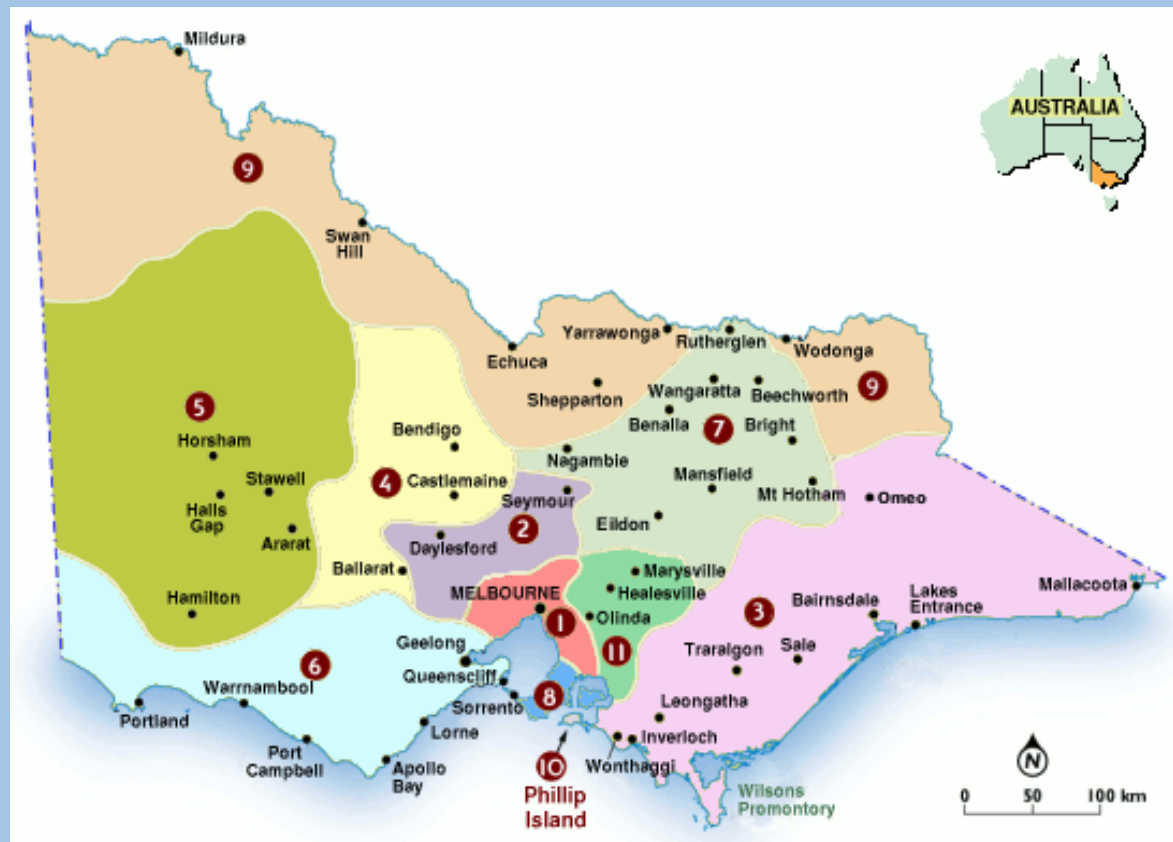 Mildura
AUSTRALIA
9
Swan
Hill
Yarrawonga
Rutherglen
Wodonga
Echuca
Shepparton
Wangaratta
Beechworth
9
5
Benalla
7
Bright
Horsham
Bendigo
Nagambie
Stawell
4
Castlemaine
Seymour
Mansfield
Mt Hotham
Omeo
Halls
Gap
2
Eildon
Ararat
Daylesford
Ballarat
Marysville
Mallacoota
Hamilton
MELBOURNE
Healesville
3
Bairnsdale
Lakes
Entrance
1
Olinda
Geelong
11
Traralgon
Sale
6
Queenscliff
Warrnambool
8
Sorrento
Leongatha
Portland
Lorne
Inverloch
Port
Campbell
Apollo
Bay
10
Wonthaggi
N
Phillip
Island
Wilsons
Promontory
0 50 100 km